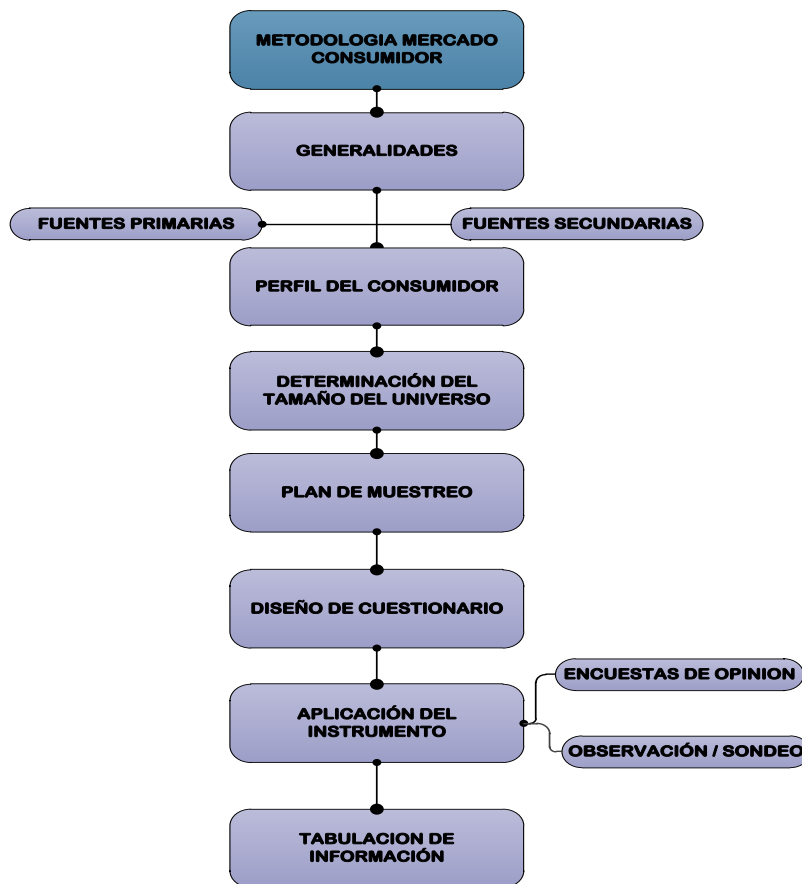 METODOLOGIA MERCADO
CONSUMIDOR
GENERALIDADES
FUENTES PRIMARIAS
FUENTES SECUNDARIAS
PERFIL DEL CONSUMIDOR
DETERMINACIÓN DEL
TAMAÑO DEL UNIVERSO
PLAN DE MUESTREO
DISEÑO DE CUESTIONARIO
APLICACIÓN DEL
INSTRUMENTO
ENCUESTAS DE OPINION
OBSERVACIÓN / SONDEO
TABULACION DE
INFORMACIÓN